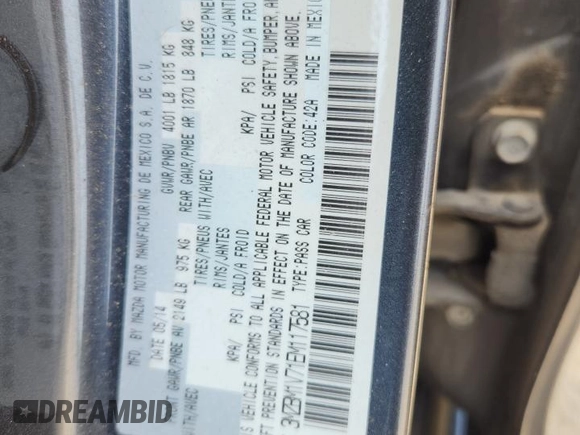 MFD. BY MAZDA MOTOR MANUFACTURING DE MEXICO S.A. DE C.V.
DATE 05/14 GVWR/PNBV 4001 LB 1815 KG
FRONT GAWR/PNBE AV 2149 LB 975 KG REAR GAWR/PNBE AR 1870 LB 848 KG
WITH/AVEC TIRES/PNEUS WITH/AVEC TIRES/PNEUS
RIMS/JANTES RIMS/JANTES
KPA/ PSI COLD/A FROID KPA/ PSI COLD/A FROID
VEHICLE CONFORMS TO ALL APPLICABLE FEDERAL MOTOR VEHICLE SAFETY, BUMPER,
THEFT PREVENTION STANDARDS IN EFFECT ON THE DATE OF MANUFACTURE SHOWN ABOVE.
3MZBM1V71EM117581 TYPE:PASS CAR COLOR CODE:42A MADE IN MEXICO
DREAMBID